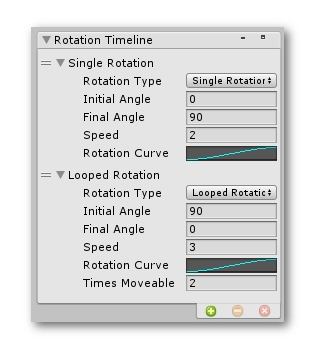 Rotation Timeline
Single Rotation
Rotation Type Single Rotation
Initial Angle 0
Final Angle 90
Speed 2
Rotation Curve
Looped Rotation
Rotation Type Looped Rotatic
Initial Angle 90
Final Angle 0
Speed 3
Rotation Curve
Times Moveable 2